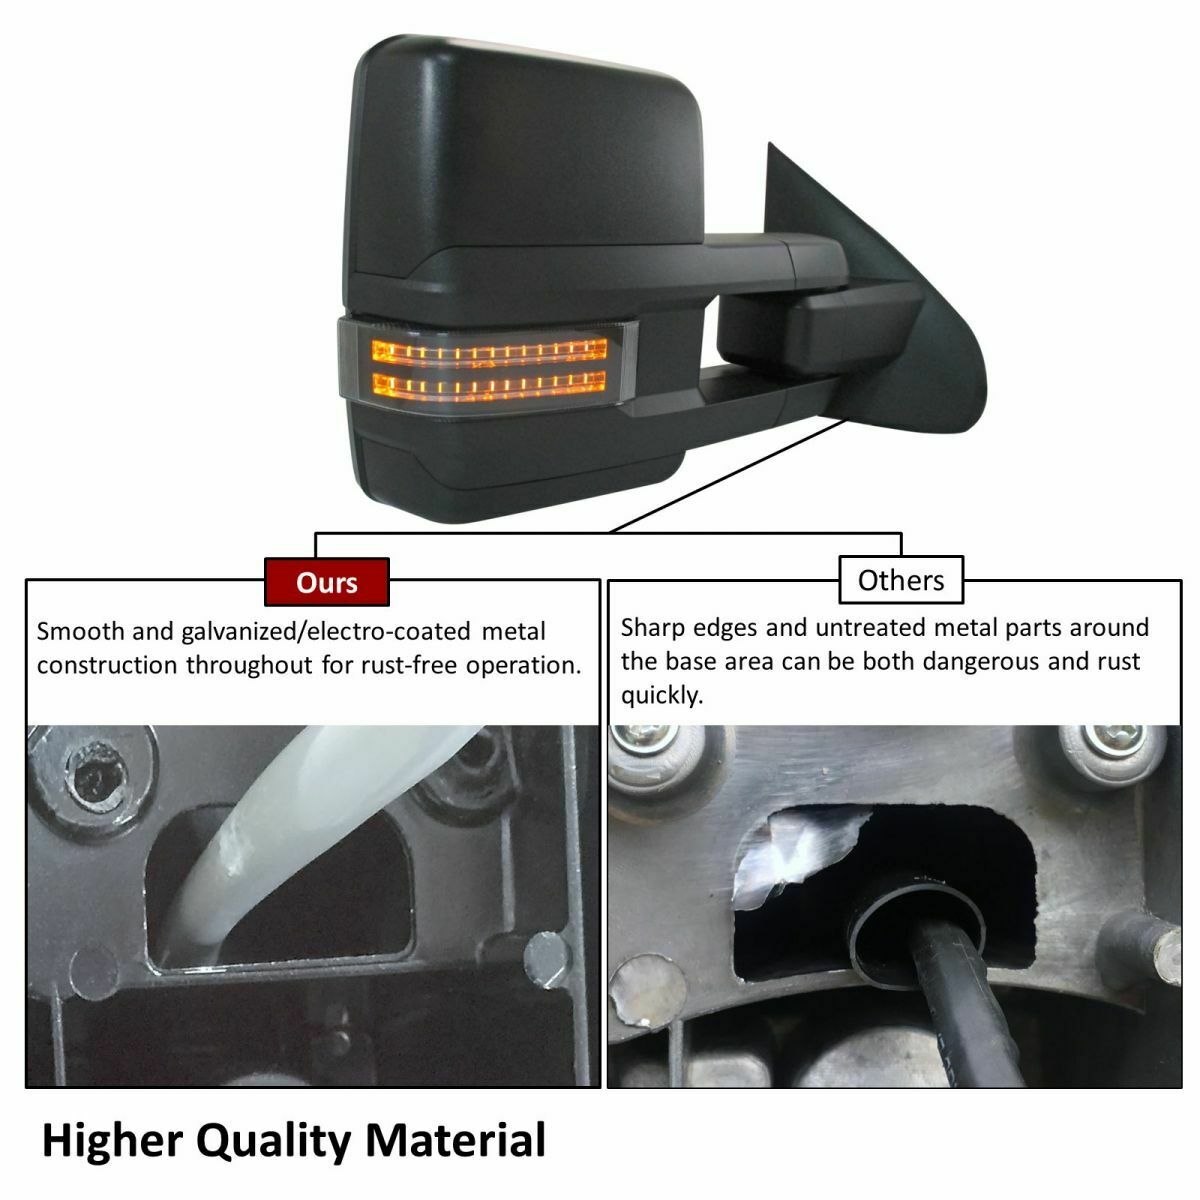 Ours
Smooth and galvanized/electro-coated metal
construction throughout for rust-free operation.
Others
Sharp edges and untreated metal parts around
the base area can be both dangerous and rust
quickly.
Higher Quality Material